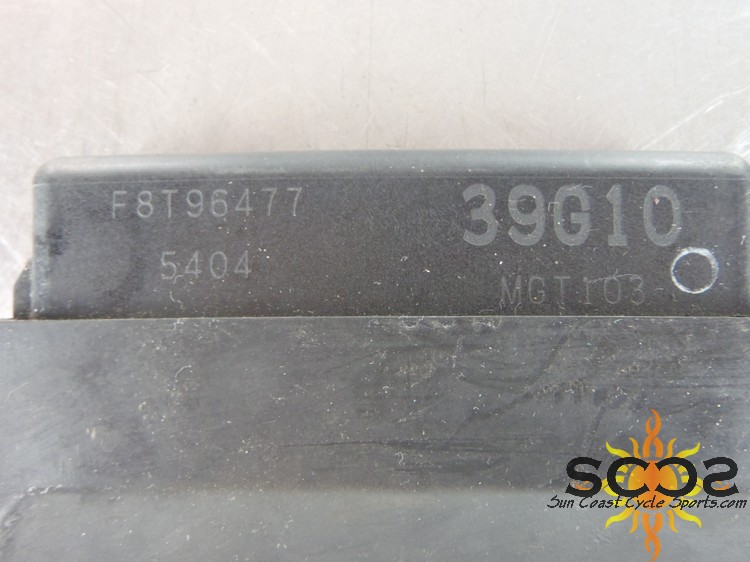 F8T96477
39G10
5404
MGT103
SCCS
Sun Coast Cycle Sports.com